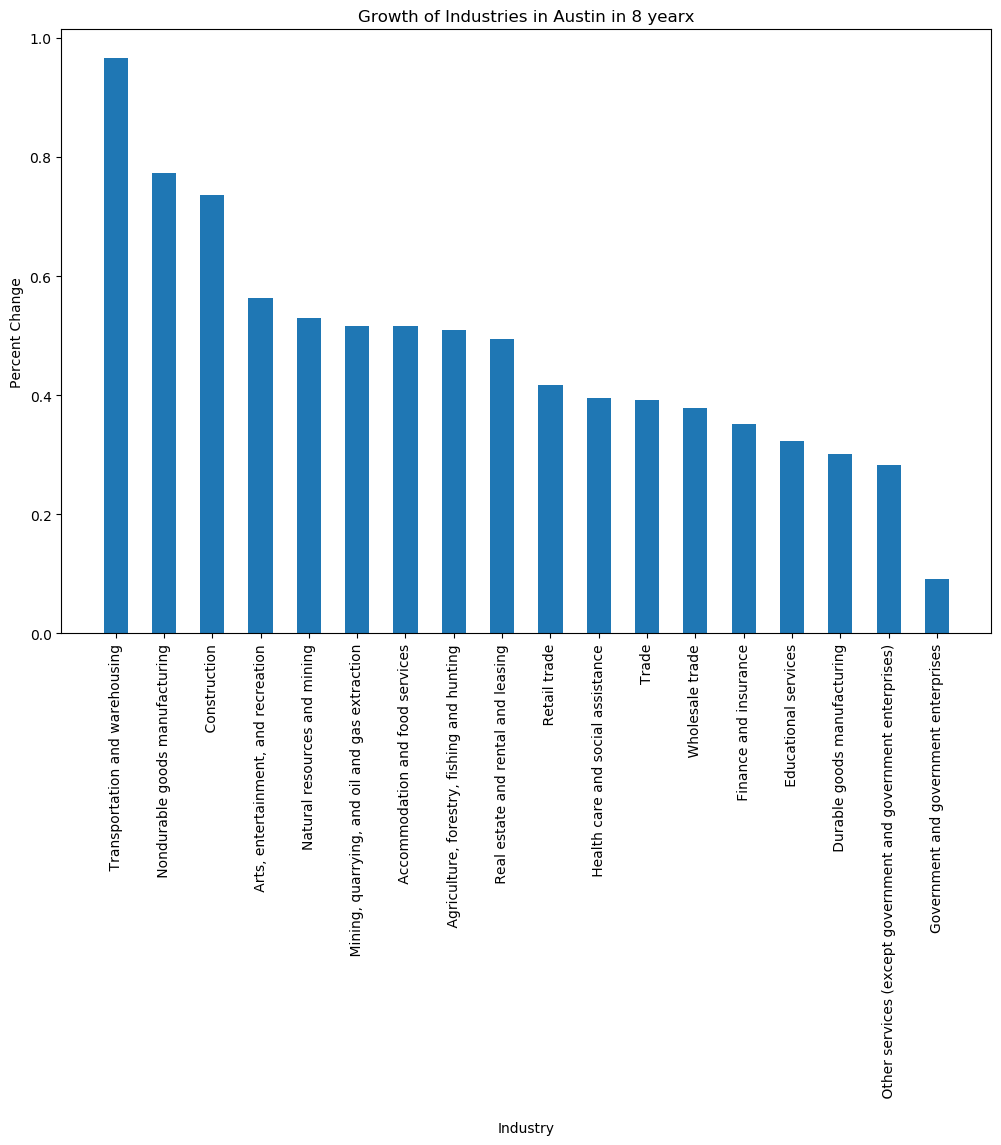 Growth of Industries in Austin in 8 yearx
Percent Change
1.0
0.8
0.6
0.4
0.2
0.0
Transportation and warehousing
Nondurable goods manufacturing
Construction
Arts, entertainment, and recreation
Natural resources and mining
Mining, quarrying, and oil and gas extraction
Accommodation and food services
Agriculture, forestry, fishing and hunting
Real estate and rental and leasing
Retail trade
Health care and social assistance
Trade
Wholesale trade
Finance and insurance
Educational services
Durable goods manufacturing
Other services (except government and government enterprises)
Government and government enterprises
Industry